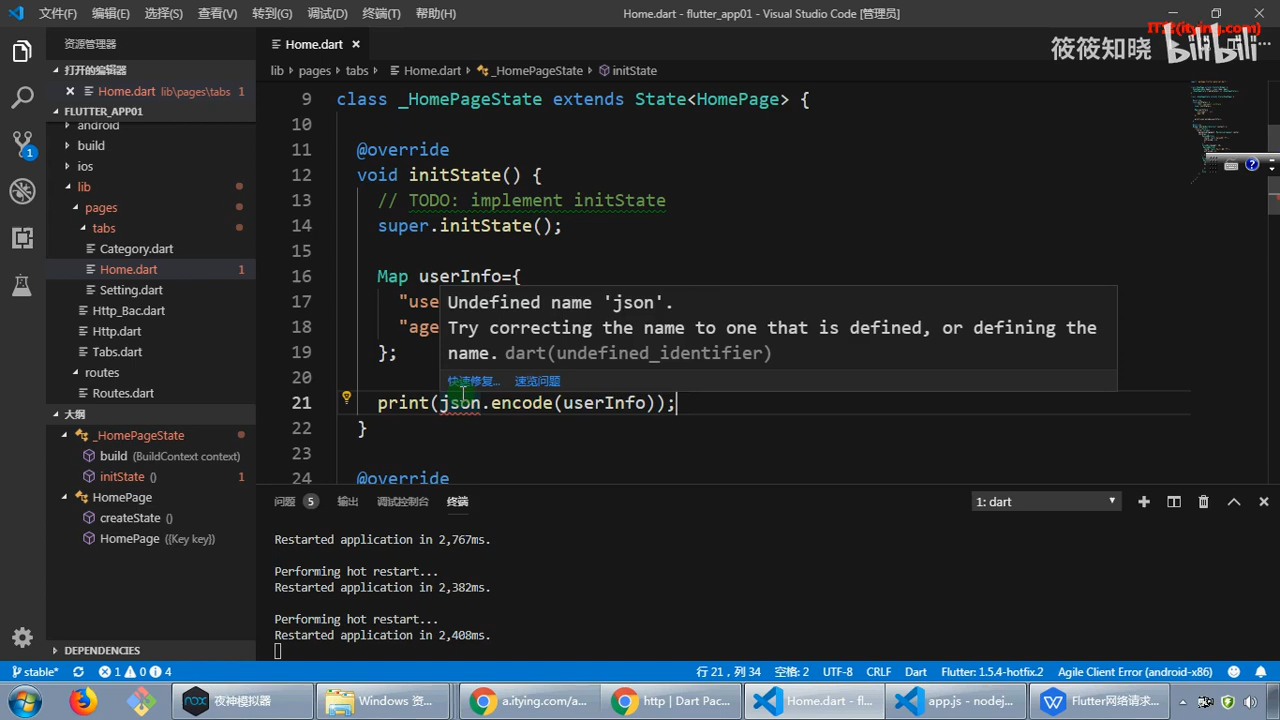 文件(F) 编辑(E) 选择(S) 查看(V) 转到(G) 调试(D) 终端(T) 帮助(H) Home.dart - flutter_app01 - Visual Studio Code [管理员]
(itying.com)
筱筱知晓 bilibili
资源管理器
Home.dart
打开的编辑器
Home.dart lib\pages\tabs 1
lib pages tabs Home.dart _HomePageState initState
FLUTTER_APP01
android
build
ios
lib
pages
tabs
Category.dart
Home.dart 1
Setting.dart
Http_Bac.dart
Http.dart
Tabs.dart
routes
Routes.dart
大纲
_HomePageState
build (BuildContext context)
initState () 1
HomePage
createState ()
HomePage ({Key key})
DEPENDENCIES
1
9 class _HomePageState extends State<HomePage> {
10
11 @override
12 void initState() {
13 // TODO: implement initState
14 super.initState();
15
16 Map userInfo={
17 "use
18 "age
19 };
20
21 print(json.encode(userInfo));
22 }
23
24 @override
Undefined name 'json'.
Try correcting the name to one that is defined, or defining the
name. dart(undefined_identifier)
快速修复... 速览问题
问题 5 输出 调试控制台 终端 1: dart
Restarted application in 2,767ms.
Performing hot restart...
Restarted application in 2,382ms.
Performing hot restart...
Restarted application in 2,408ms.
stable* 1 0 4 行 21，列 34 空格: 2 UTF-8 CRLF Dart Flutter: 1.5.4-hotfix.2 Agile Client Error (android-x86)
夜神模拟器 Windows 资... a.itying.com/a... http | Dart Pac... Home.dart - fl... app.js - nodej... Flutter网络请求...